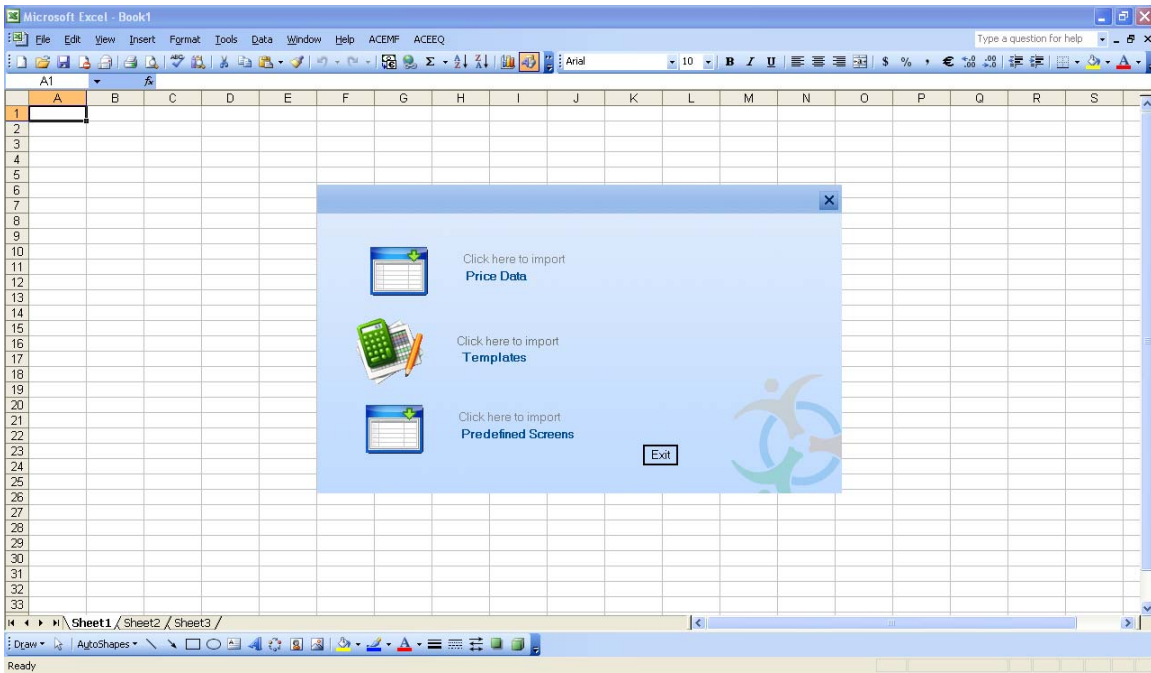 Microsoft Excel - Book1
File Edit View Insert Format Tools Data Window Help ACEMF ACEEQ Type a question for help
Arial 10 B I U $ % , €
A1 fx
A B C D E F G H I J K L M N O P Q R S
1
2
3
4
5
6
7
8
9
10
11
12
13
14
15
16
17
18
19
20
21
22
23
24
25
26
27
28
29
30
31
32
33
Click here to import
Price Data
Click here to import
Templates
Click here to import
Predefined Screens
Exit
Sheet1 / Sheet2 / Sheet3 /
Draw AutoShapes
Ready